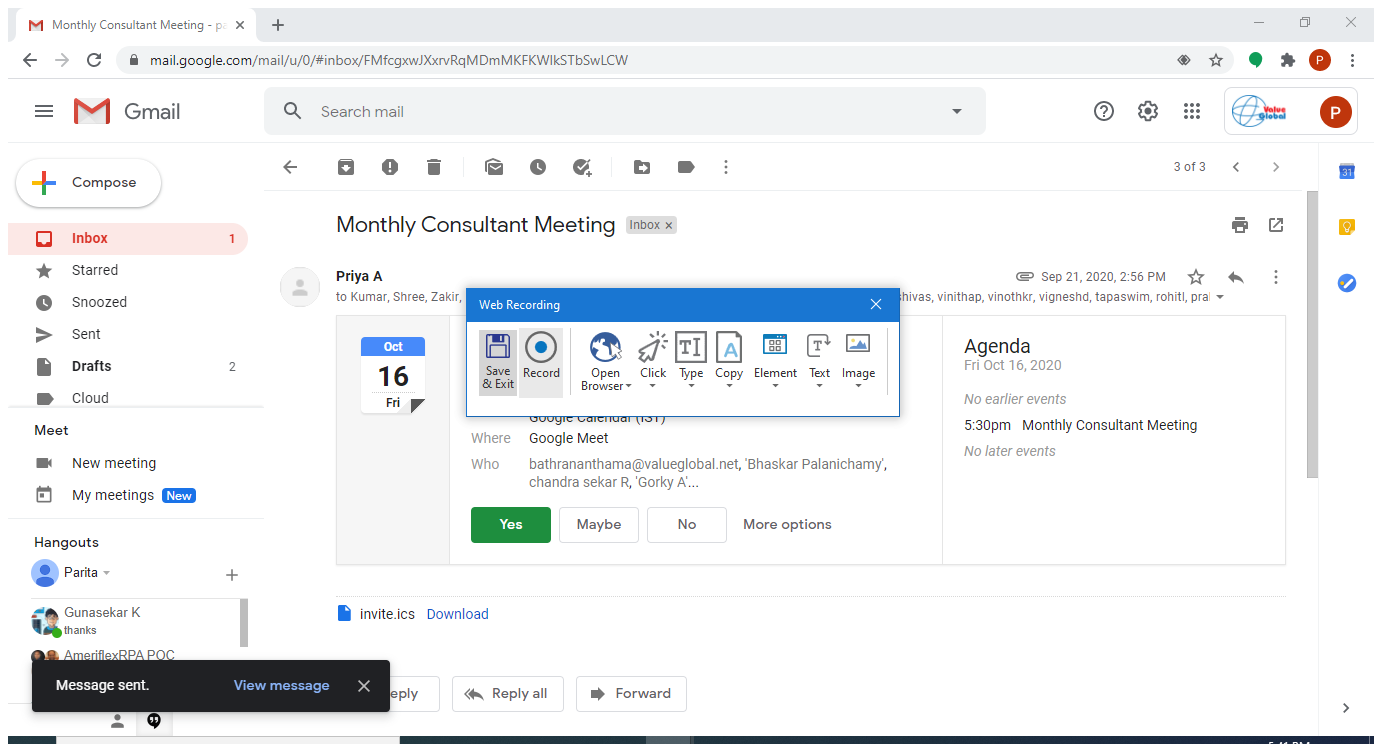 Monthly Consultant Meeting - pa
mail.google.com/mail/u/0/#inbox/FMfcgxwJXxrvRqMDmMKFKWlkSTbSwLCW
P
Gmail
Search mail
Value
Global
P
Compose
3 of 3
31
Inbox 1
Starred
Snoozed
Sent
Drafts 2
Cloud
Meet
New meeting
My meetings New
Hangouts
Parita
Gunasekar K
thanks
AmeriflexRPA POC
Monthly Consultant Meeting Inbox ×
Priya A
Sep 21, 2020, 2:56 PM
to Kumar, Shree, Zakir, shivas, vinithap, vinothkr, vigneshd, tapaswim, rohitl, pra
Web Recording
Save & Exit
Record
Open Browser
Click
Type
Copy
Element
Text
Image
Oct
16
Fri
Google Calendar (IST)
Where Google Meet
Who bathrananthama@valueglobal.net, 'Bhaskar Palanichamy',
chandra sekar R, 'Gorky A'...
Yes Maybe No More options
Agenda
Fri Oct 16, 2020
No earlier events
5:30pm Monthly Consultant Meeting
No later events
invite.ics Download
Reply all
Forward
Message sent. View message